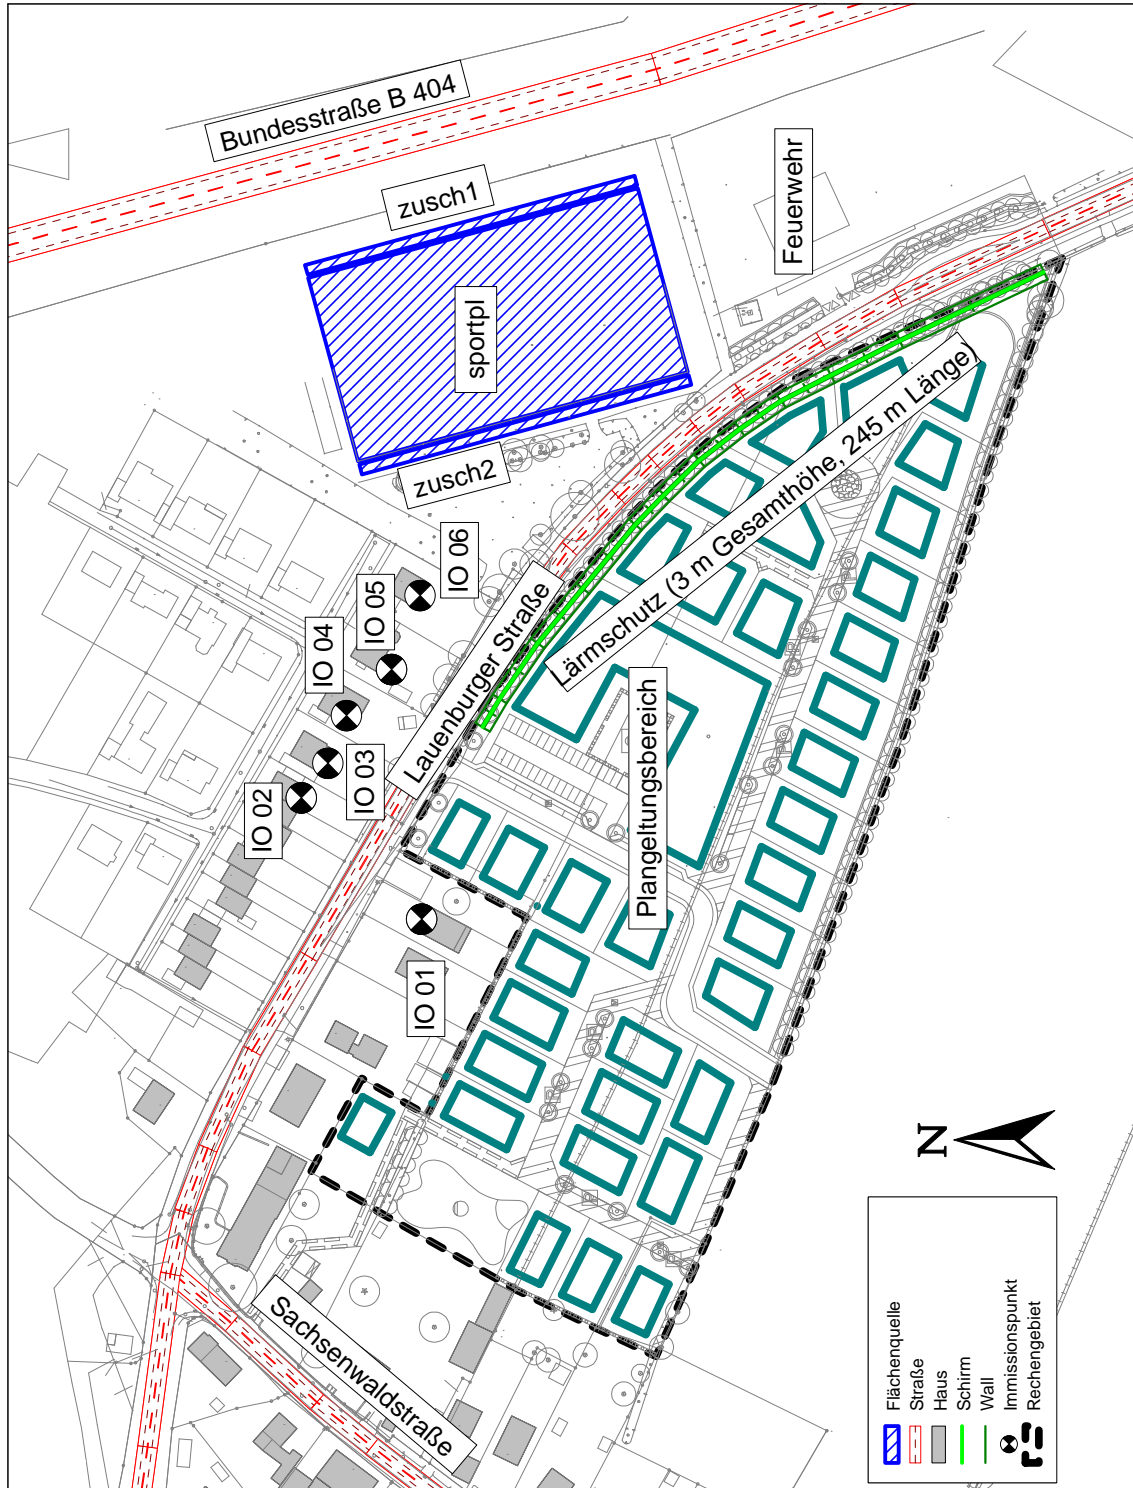 Bundesstraße B 404
zusch1
sportpl
Feuerwehr
zusch2
IO 06
IO 05
IO 04
IO 03
IO 02
IO 01
Lauenburger Straße
Lärmschutz (3 m Gesamthöhe, 245 m Länge)
Plangeltungsbereich
Sachsenwaldstraße
N
Flächenquelle
Straße
Haus
Schirm
Wall
Immissionspunkt
Rechengebiet